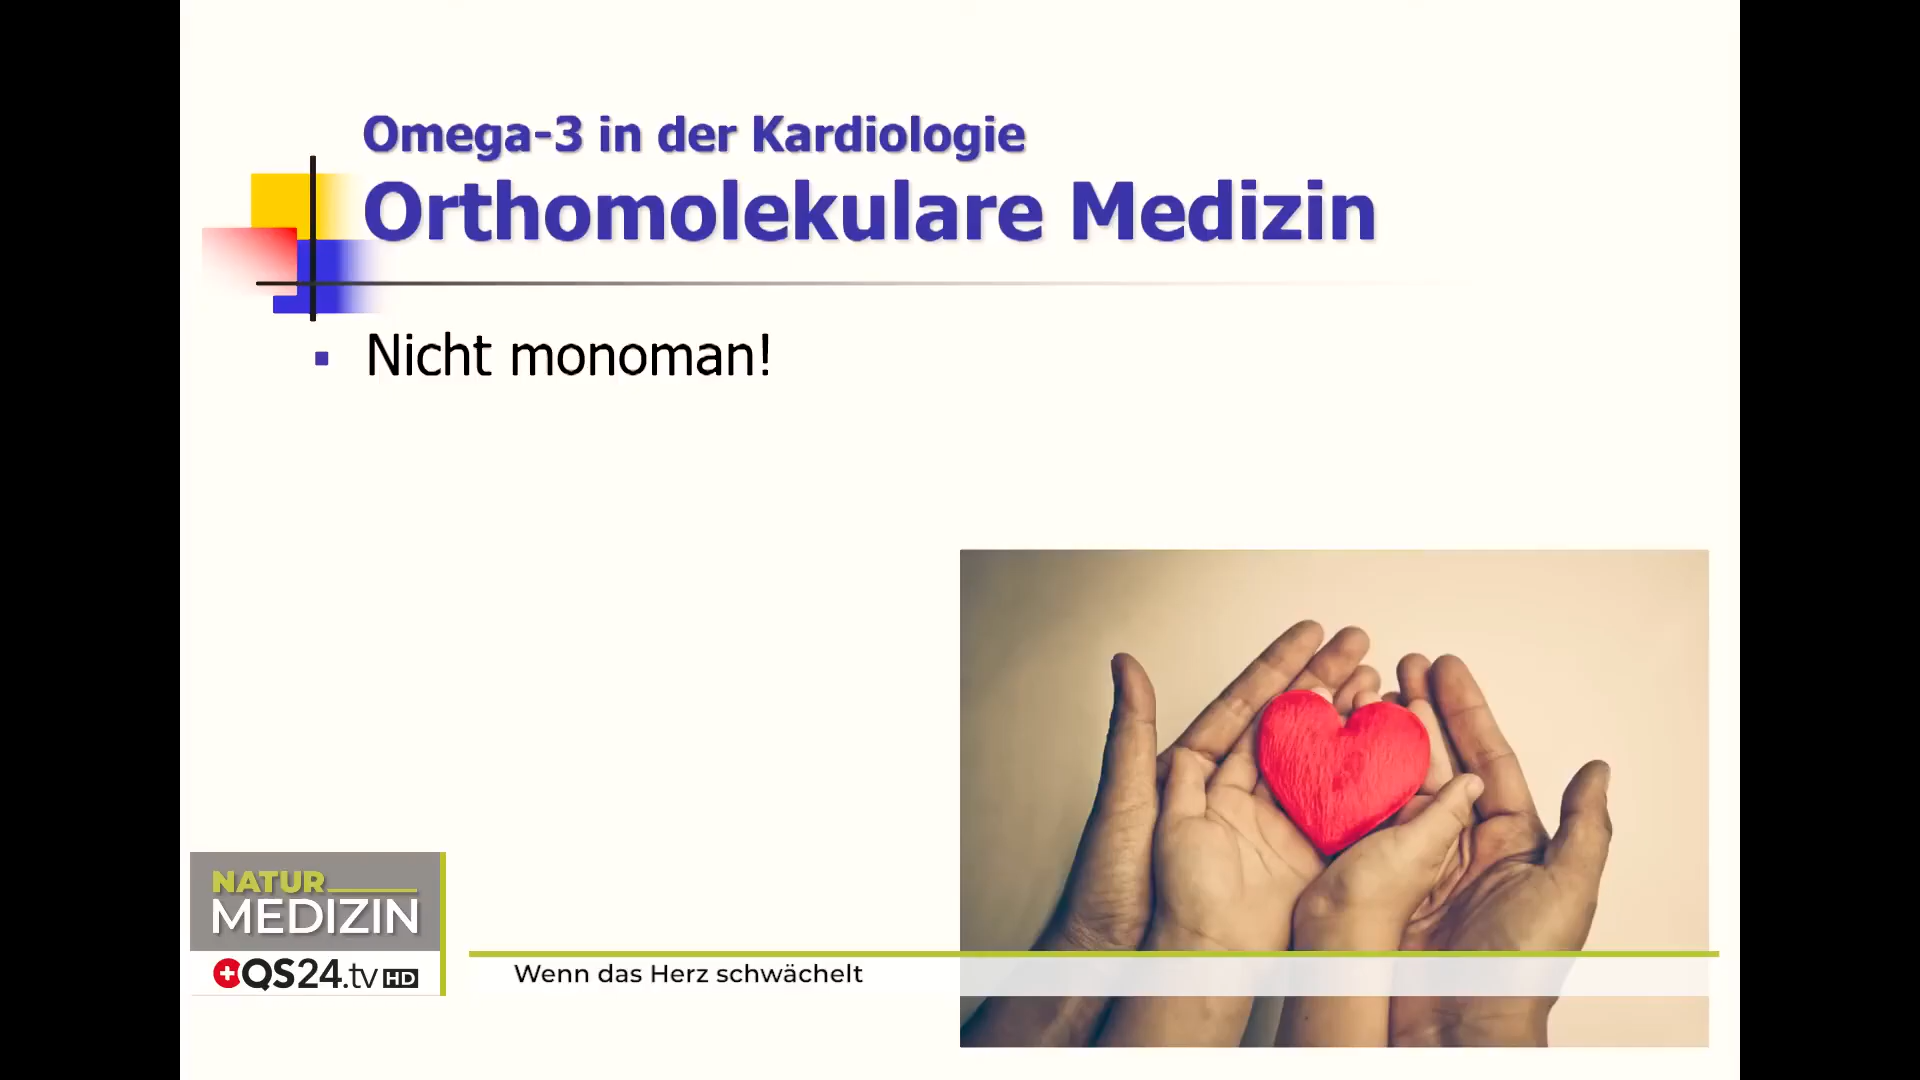 Omega-3 in der Kardiologie
Orthomolekulare Medizin
▪ Nicht monoman!
NATUR
MEDIZIN
QS24.tv HD
Wenn das Herz schwächelt